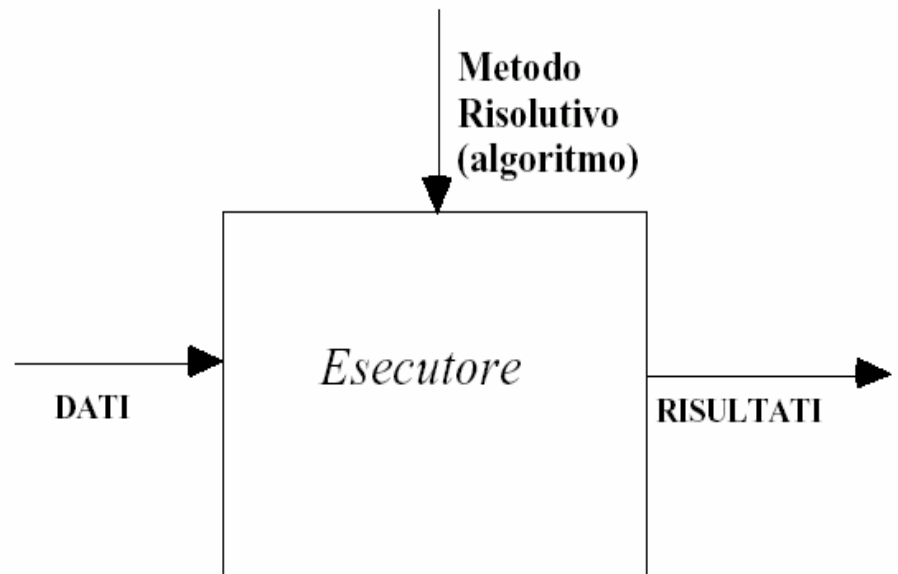 Metodo
Risolutivo
(algoritmo)
Esecutore
DATI
RISULTATI